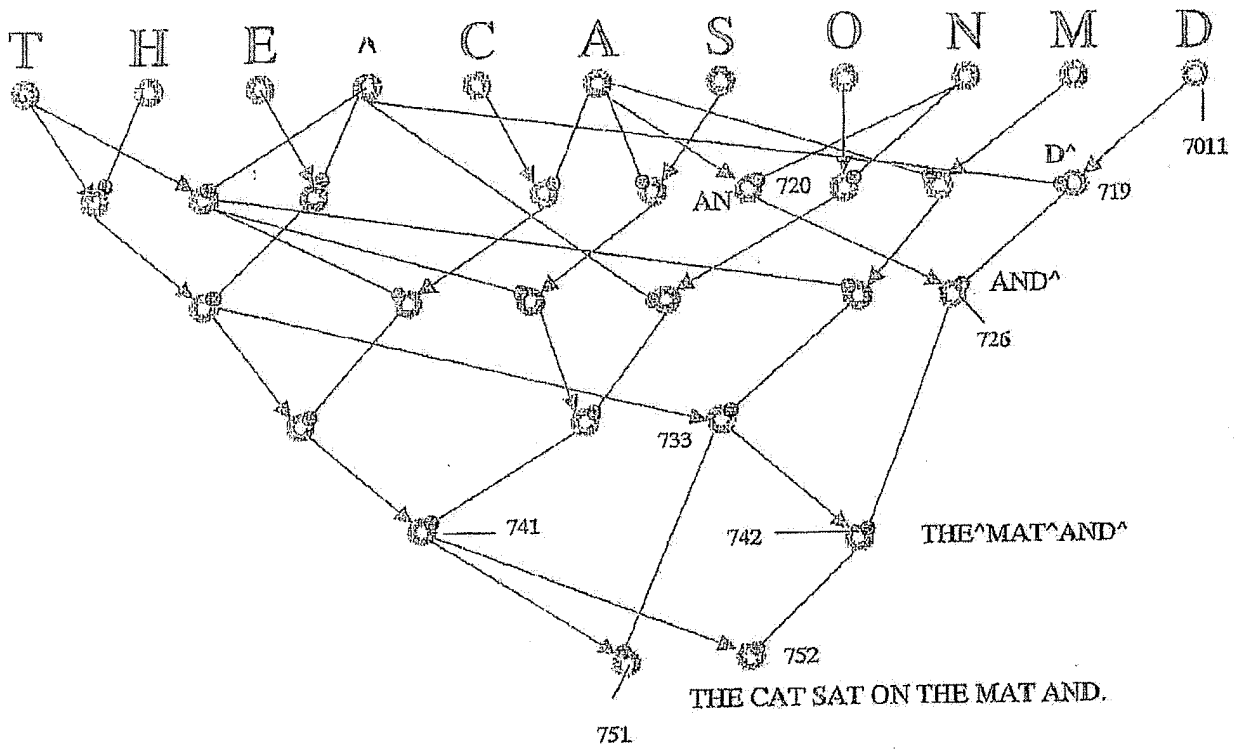 T H E ^ C A S O N M D
7011
D^
AN 720 719
AND^
726
733
741 742 THE^MAT^AND^
752
THE CAT SAT ON THE MAT AND.
751